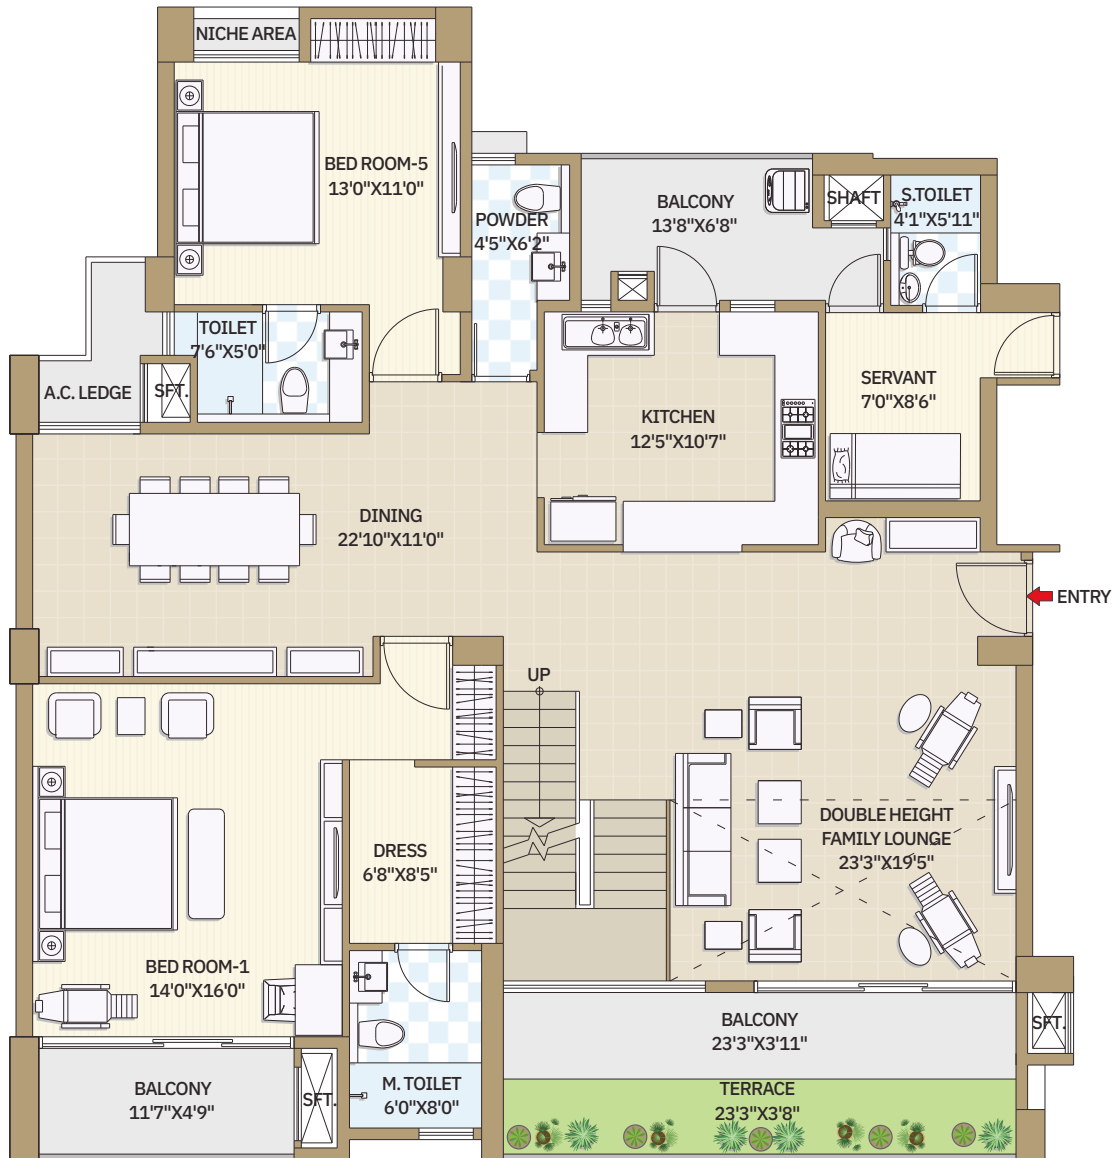 NICHE AREA
BED ROOM-5
13'0"X11'0"
POWDER
4'5"X6'2"
BALCONY
13'8"X6'8"
SHAFT
S.TOILET
4'1"X5'11"
TOILET
7'6"X5'0"
A.C. LEDGE
SFT.
KITCHEN
12'5"X10'7"
SERVANT
7'0"X8'6"
DINING
22'10"X11'0"
ENTRY
UP
DOUBLE HEIGHT
FAMILY LOUNGE
23'3"X19'5"
DRESS
6'8"X8'5"
BED ROOM-1
14'0"X16'0"
BALCONY
23'3"X3'11"
SFT.
BALCONY
11'7"X4'9"
SFT.
M. TOILET
6'0"X8'0"
TERRACE
23'3"X3'8"